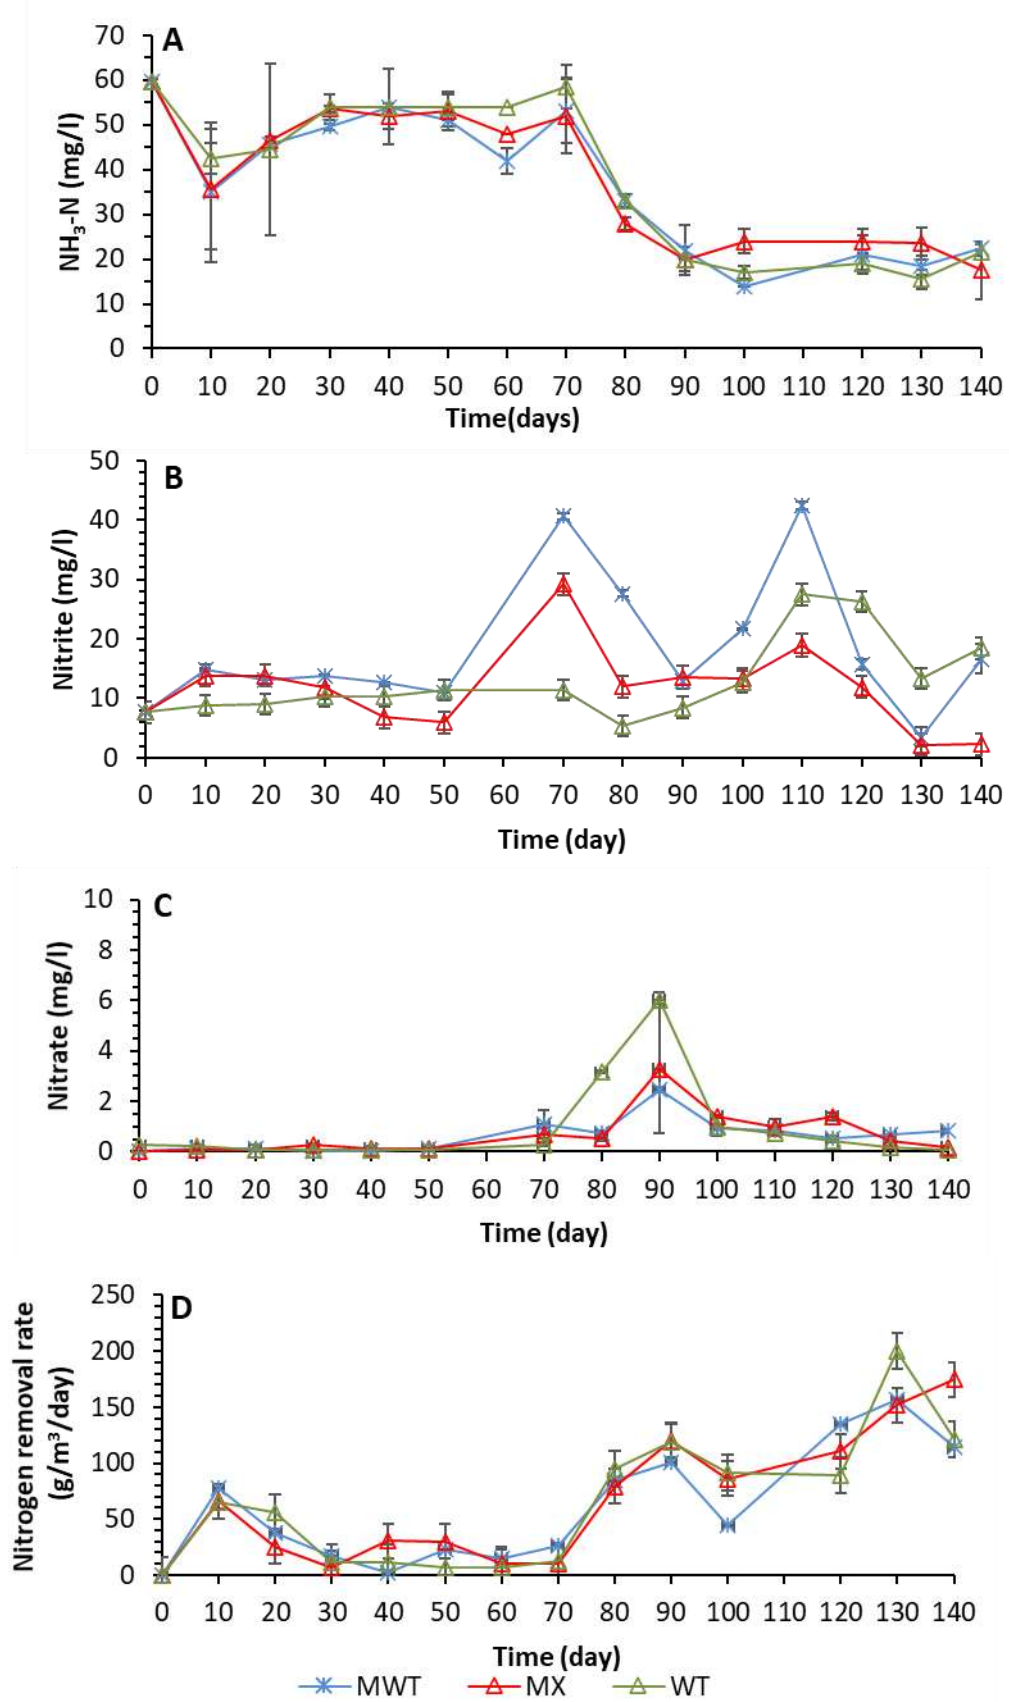 A
70
60
50
40
30
20
10
0
NH₃-N (mg/l)
0 10 20 30 40 50 60 70 80 90 100 110 120 130 140
Time(days)
B
50
40
30
20
10
0
Nitrite (mg/l)
0 10 20 30 40 50 60 70 80 90 100 110 120 130 140
Time (day)
C
10
8
6
4
2
0
Nitrate (mg/l)
0 10 20 30 40 50 60 70 80 90 100 110 120 130 140
Time (day)
D
250
200
150
100
50
0
Nitrogen removal rate
(g/m³/day)
0 10 20 30 40 50 60 70 80 90 100 110 120 130 140
Time (day)
MWT MX WT